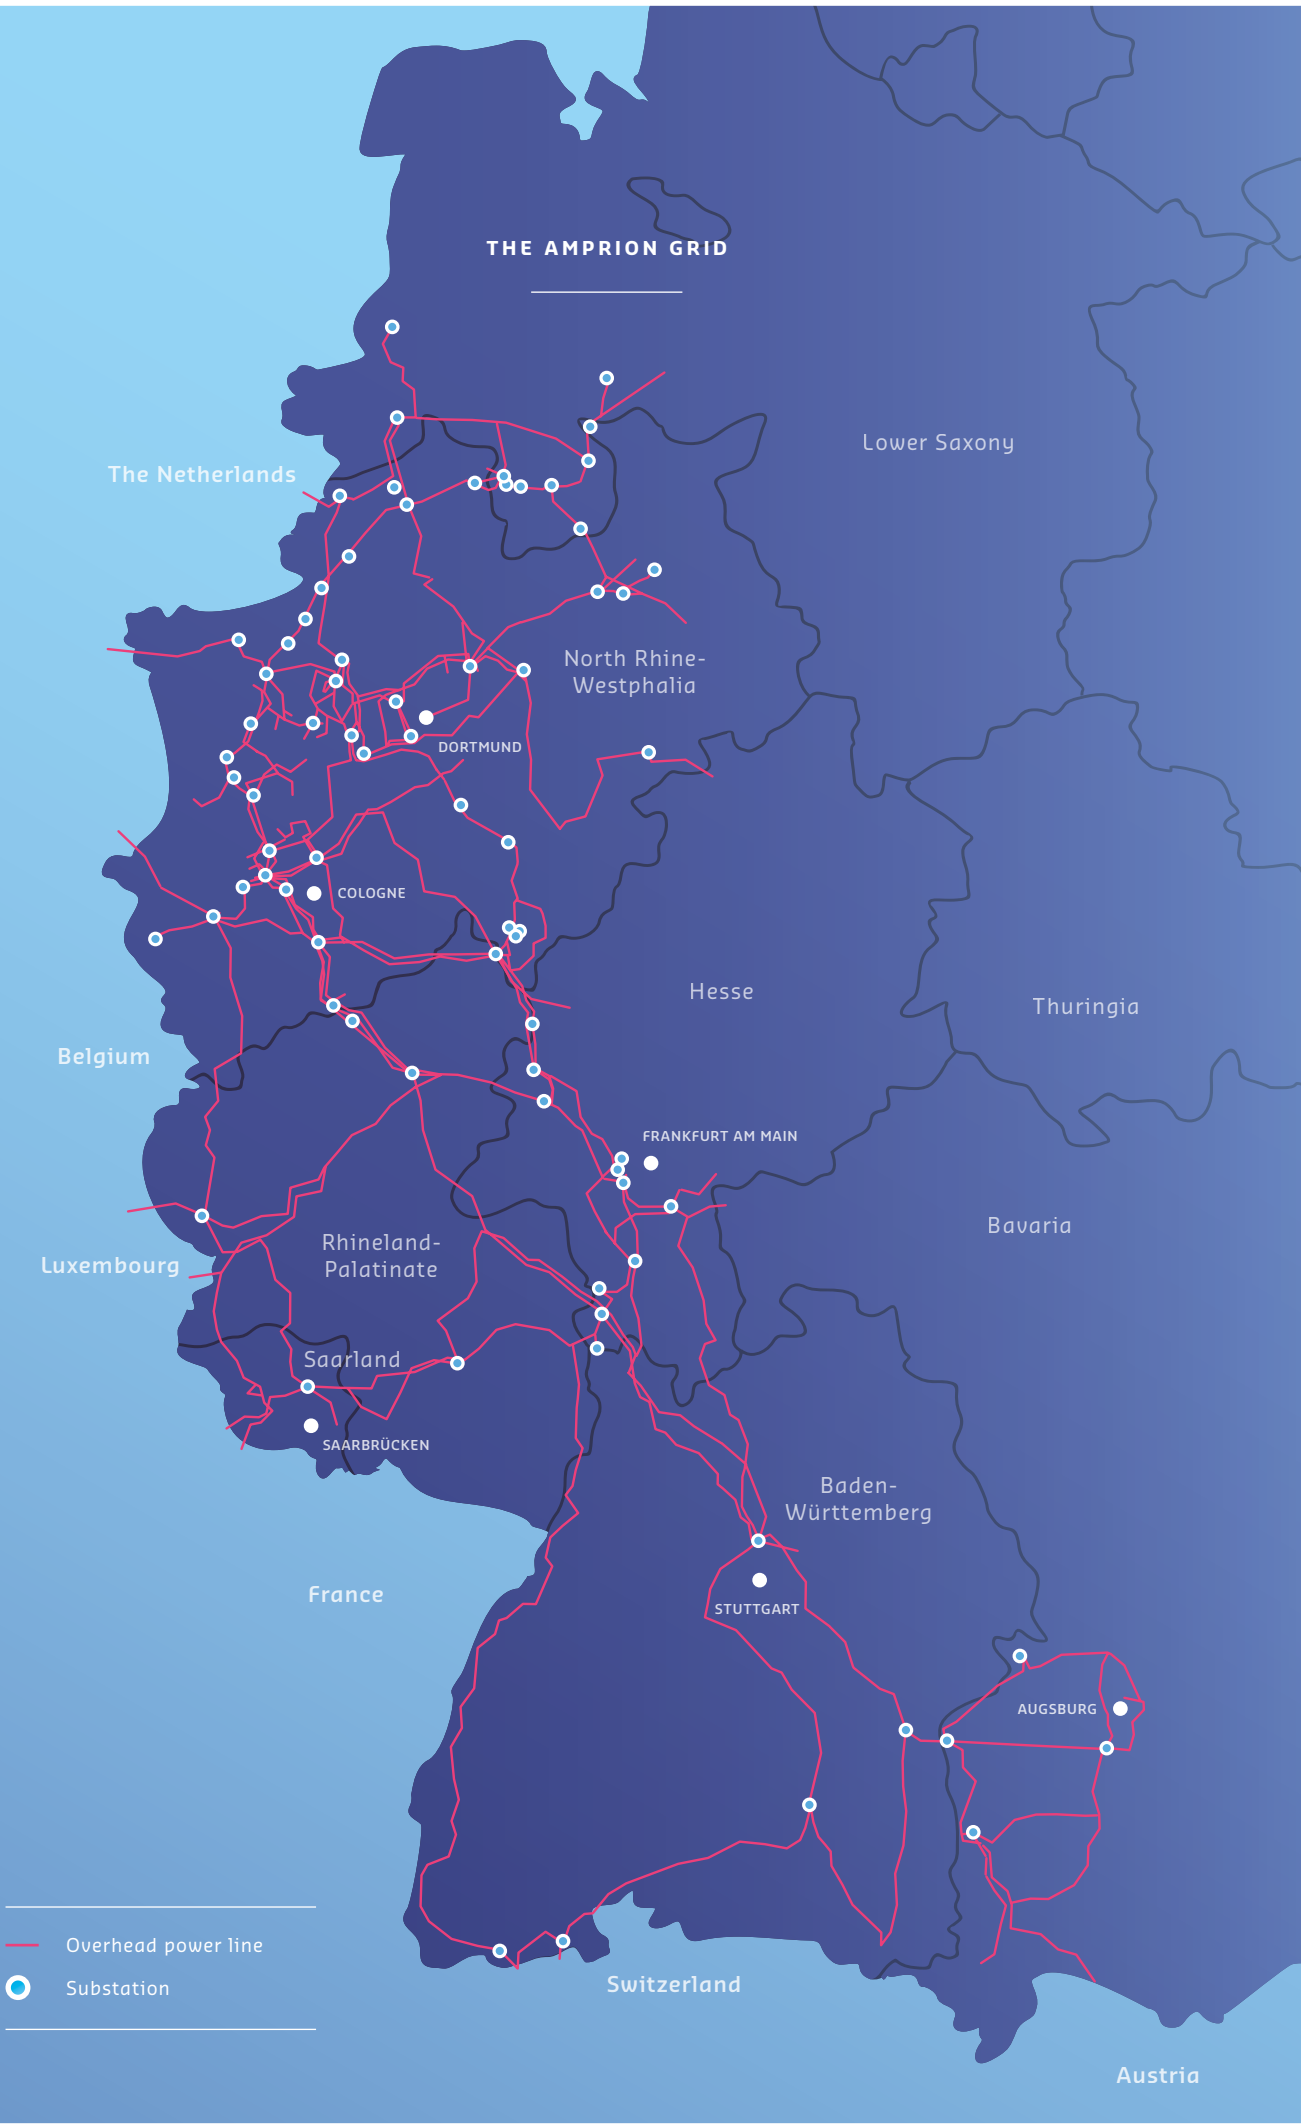 THE AMPRION GRID
Lower Saxony
The Netherlands
North Rhine-
Westphalia
DORTMUND
COLOGNE
Hesse
Thuringia
Belgium
FRANKFURT AM MAIN
Bavaria
Rhineland-
Palatinate
Luxembourg
Saarland
SAARBRÜCKEN
Baden-
Württemberg
France
STUTTGART
AUGSBURG
Overhead power line
Substation
Switzerland
Austria